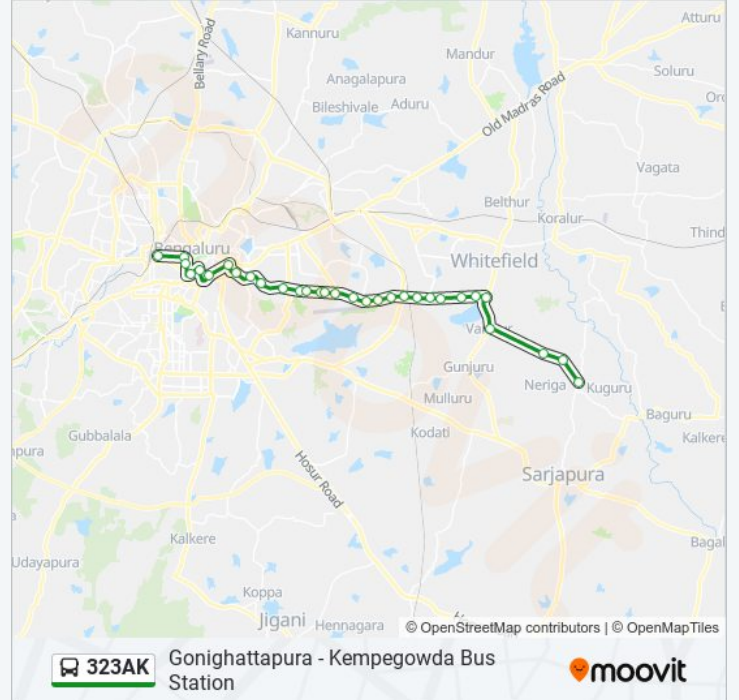 Atturu
Kannuru
Bellary Road
Mandur
Soluru
Anagalapura
Old Madras Road
Bileshivale
Aduru
Vagata
Belthur
Koralur
Thind
Bengaluru
Whitefield
Gunjuru
Neriga
Kuguru
Mulluru
Baguru
Kodati
Gubbalala
Kalkere
pura
Hosur Road
Sarjapura
Kalkere
Bagal
Udayapura
Koppa
Jigani
Hennagara
© OpenStreetMap contributors | © OpenMapTiles
323AK
Gonighattapura - Kempegowda Bus
Station
moovit